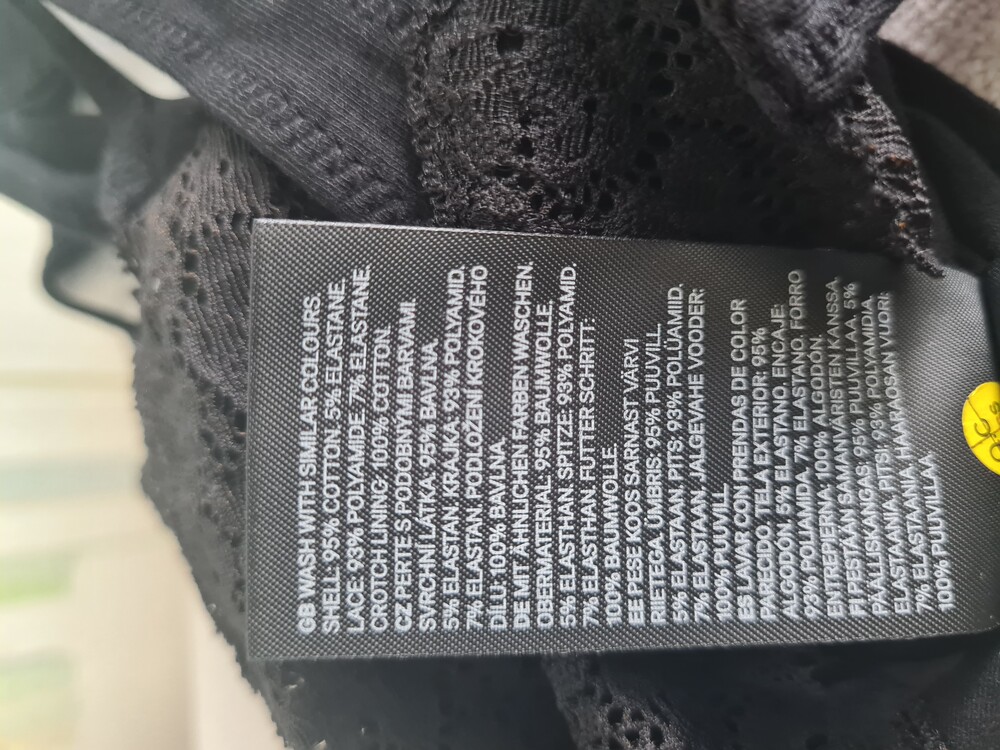 GB WASH WITH SIMILAR COLOURS.
SHELL: 95% COTTON. 5% ELASTANE.
LACE: 93% POLYAMIDE. 7% ELASTANE.
CROTCH LINING: 100% COTTON.
CZ PERTE S PODOBNÝMI BARVAMI.
SVRCHNÍ LÁTKA: 95% BAVLNA.
5% ELASTAN. KRAJKA: 93% POLYAMID.
7% ELASTAN. PODLOŽENÍ KROKOVÉHO
DÍLU: 100% BAVLNA.
DE MIT ÄHNLICHEN FARBEN WASCHEN.
OBERMATERIAL: 95% BAUMWOLLE.
5% ELASTHAN. SPITZE: 93% POLYAMID.
7% ELASTHAN. FUTTER SCHRITT:
100% BAUMWOLLE.
EE PESE KOOS SARNAST VÄRVI
RIIETEGA. ÜMBRIS: 95% PUUVILL.
5% ELASTAAN. PITS: 93% POLÜAMID.
7% ELASTAAN. JALGEVAHE VOODER:
100% PUUVILL.
ES LAVAR CON PRENDAS DE COLOR
PARECIDO. TELA EXTERIOR: 95%
ALGODÓN. 5% ELASTANO. ENCAJE:
93% POLIAMIDA. 7% ELASTANO. FORRO
ENTREPIERNA: 100% ALGODÓN.
FI PESTÄÄN SAMANVÄRISTEN KANSSA.
PÄÄLLISKANGAS: 95% PUUVILLAA. 5%
ELASTAANIA. PITSI: 93% POLYAMIDIA.
7% ELASTAANIA. HAARAOSAN VUORI:
100% PUUVILLAA